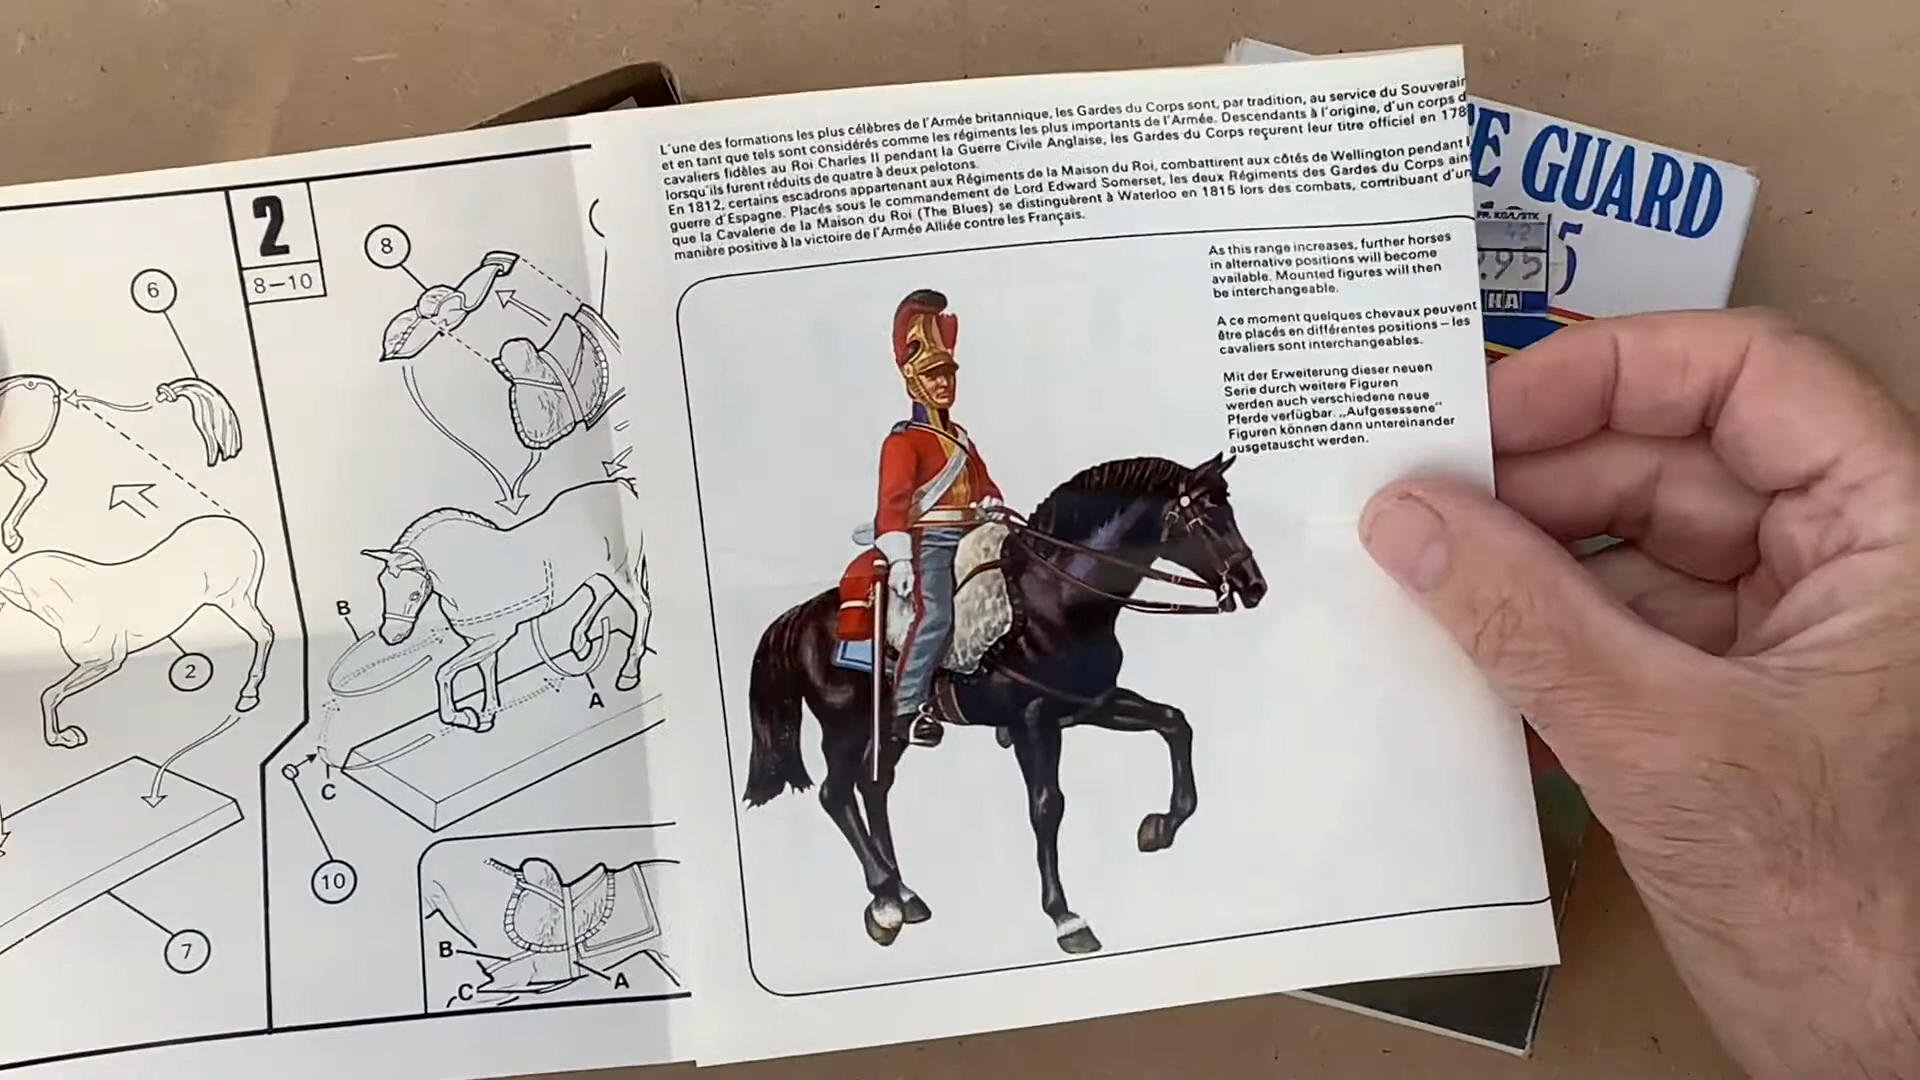 L'une des formations les plus célèbres de l'Armée britannique, les Gardes du Corps sont, par tradition, au service du Souverain
et en tant que tels sont considérés comme les régiments les plus importants de l'Armée. Descendants à l'origine, d'un corps d
cavaliers fidèles au Roi Charles II pendant la Guerre Civile Anglaise, les Gardes du Corps reçurent leur titre officiel en 178
lorsqu'ils furent réduits de quatre à deux pelotons.
En 1812, certains escadrons appartenant aux Régiments de la Maison du Roi, combattirent aux côtés de Wellington pendant l
guerre d'Espagne. Placés sous le commandement de Lord Edward Somerset, les deux Régiments des Gardes du Corps ain
que la Cavalerie de la Maison du Roi (The Blues) se distinguèrent à Waterloo en 1815 lors des combats, contribuant d'un
manière positive à la victoire de l'Armée Alliée contre les Français.
As this range increases, further horses
in alternative positions will become
available. Mounted figures will then
be interchangeable.
A ce moment quelques chevaux peuvent
être placés en différentes positions – les
cavaliers sont interchangeables.
Mit der Erweiterung dieser neuen
Serie durch weitere Figuren
werden auch verschiedene neue
Pferde verfügbar. „Aufgesessene"
Figuren können dann untereinander
ausgetauscht werden.
2
8–10
6
8
2
7
10
B
A
C
B
A
C
E GUARD
5
PR. KGA/STK
42
.95
HA